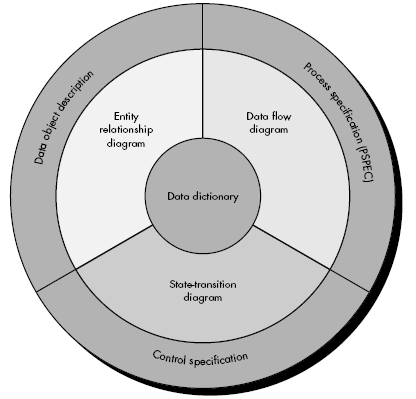 Data object description
Process specification (PSPEC)
Entity
relationship
diagram
Data flow
diagram
Data dictionary
State-transition
diagram
Control specification